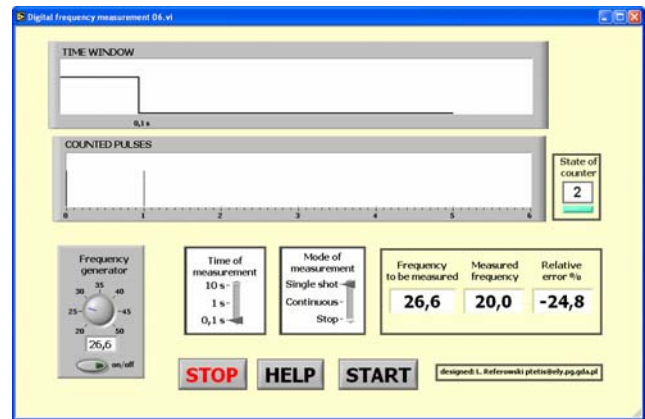 Digital frequency measurement 06.vi
TIME WINDOW
0,1 s
COUNTED PULSES
0 1 2 3 4 5 6
State of
counter
2
Frequency
generator
35
30 40
25 45
20 50
26,6
on/off
Time of
measurement
10 s
1 s
0,1 s
Mode of
measurement
Single shot
Continuous
Stop
Frequency
to be measured
26,6
Measured
frequency
20,0
Relative
error %
-24,8
STOP HELP START
designed: L. Referowski ptetis@ely.pg.gda.pl